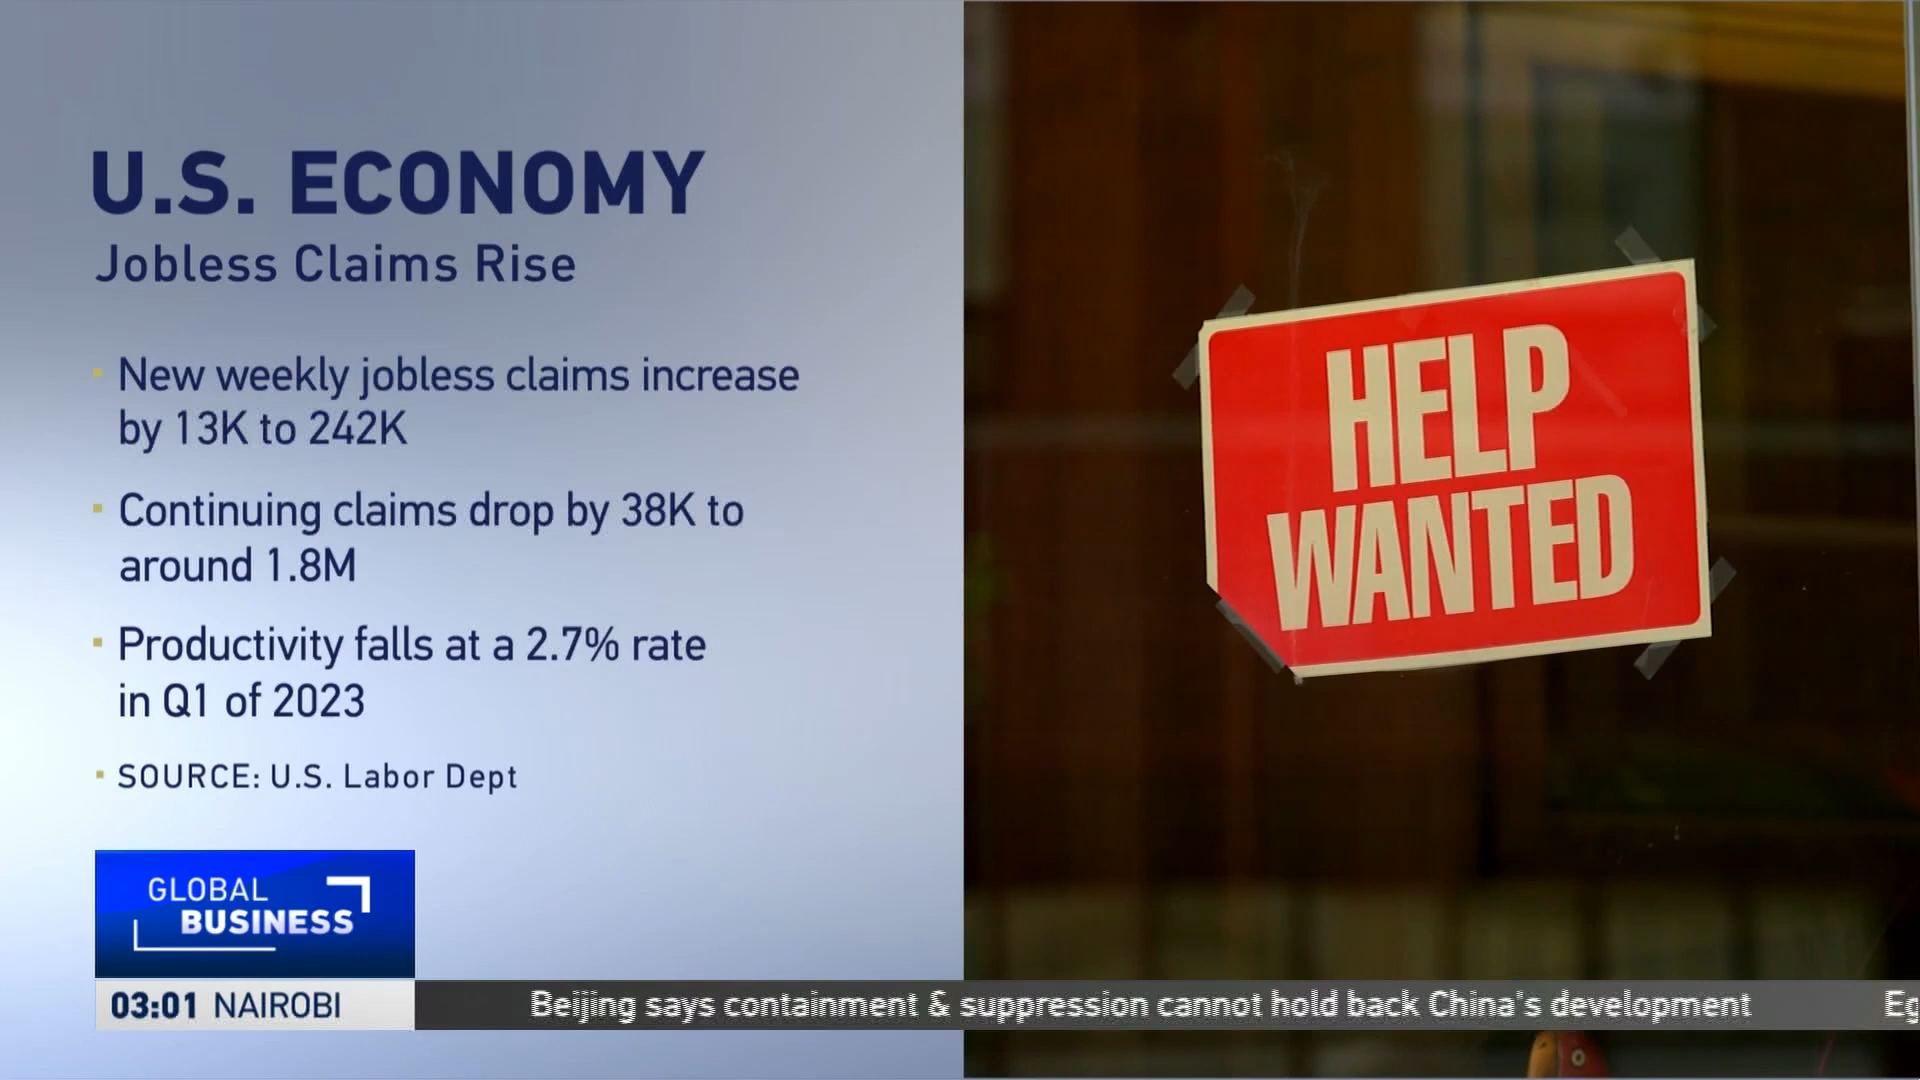 U.S. ECONOMY
Jobless Claims Rise
New weekly jobless claims increase
by 13K to 242K
Continuing claims drop by 38K to
around 1.8M
Productivity falls at a 2.7% rate
in Q1 of 2023
SOURCE: U.S. Labor Dept
HELP
WANTED
GLOBAL
BUSINESS
03:01 NAIROBI
Beijing says containment & suppression cannot hold back China's development